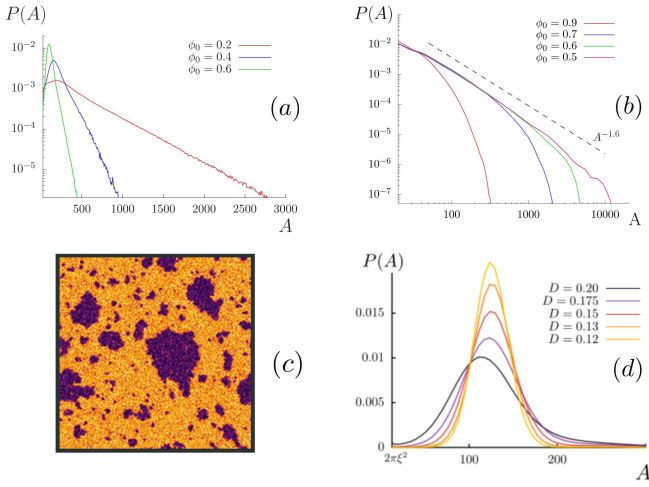 P(A)
ϕ₀ = 0.2
ϕ₀ = 0.4
ϕ₀ = 0.6
10⁻²
10⁻³
10⁻⁴
10⁻⁵
(a)
500 1000 1500 2000 2500 3000
A
P(A)
ϕ₀ = 0.9
ϕ₀ = 0.7
ϕ₀ = 0.6
ϕ₀ = 0.5
10⁻¹
10⁻²
10⁻³
10⁻⁴
10⁻⁵
10⁻⁶
10⁻⁷
(b)
A⁻¹·⁶
100 1000 10000
A
(c)
P(A)
D = 0.20
D = 0.175
D = 0.15
D = 0.13
D = 0.12
0.015
0.01
0.005
0
(d)
2πξ² 100 200
A